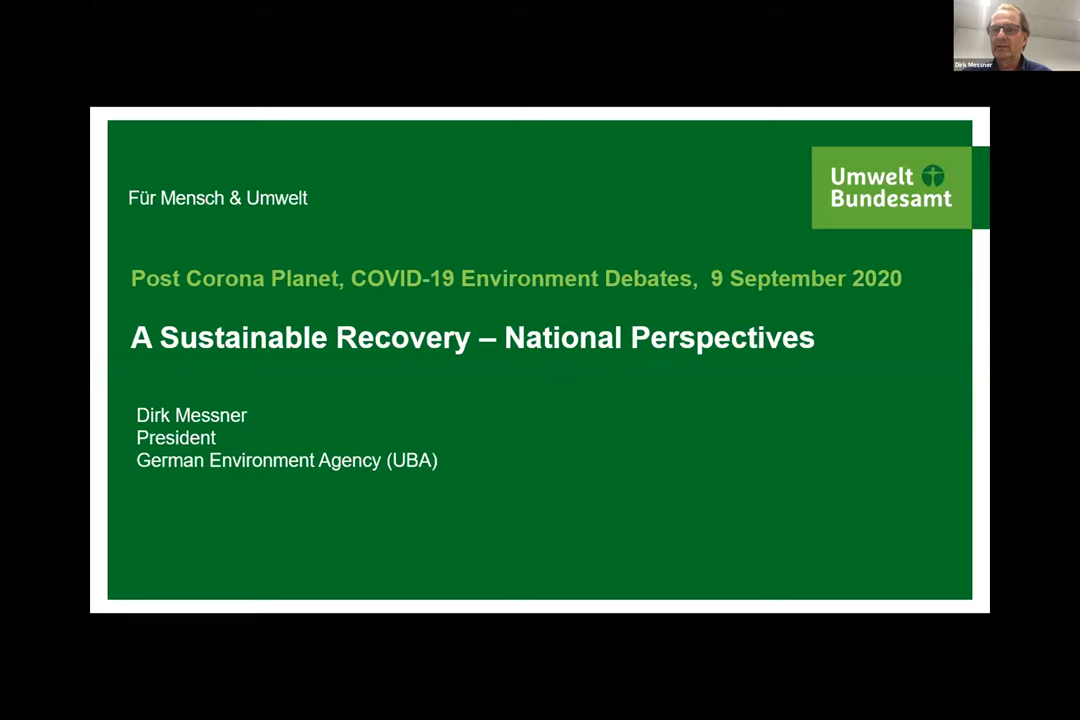 Dirk Messner
Für Mensch & Umwelt
Umwelt
Bundesamt
Post Corona Planet, COVID-19 Environment Debates, 9 September 2020
A Sustainable Recovery – National Perspectives
Dirk Messner
President
German Environment Agency (UBA)